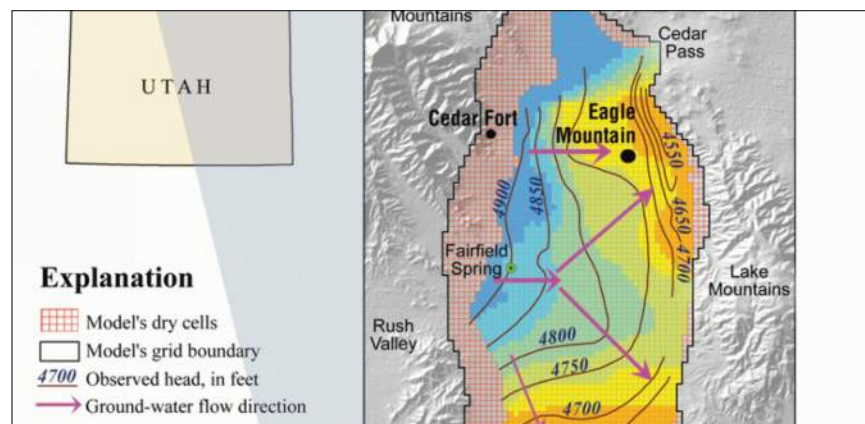 UTAH
Mountains
Cedar
Pass
Cedar Fort
Eagle
Mountain
4900
4850
4550
4650
4700
Fairfield
Spring
Lake
Mountains
Rush
Valley
4800
4750
4700
Explanation
Model's dry cells
Model's grid boundary
4700 Observed head, in feet
Ground-water flow direction